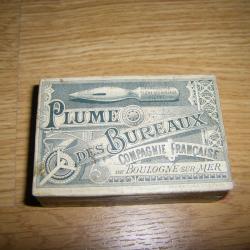 PLUME
DES BUREAUX
COMPAGNIE FRANÇAISE
DE BOULOGNE-SUR-MER